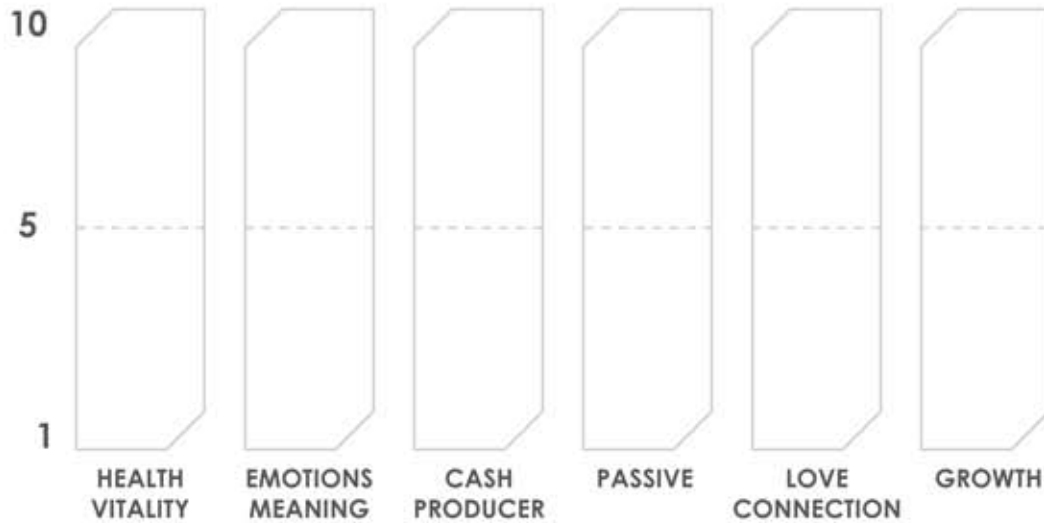 10
5
1
HEALTH
VITALITY
EMOTIONS
MEANING
CASH
PRODUCER
PASSIVE
LOVE
CONNECTION
GROWTH